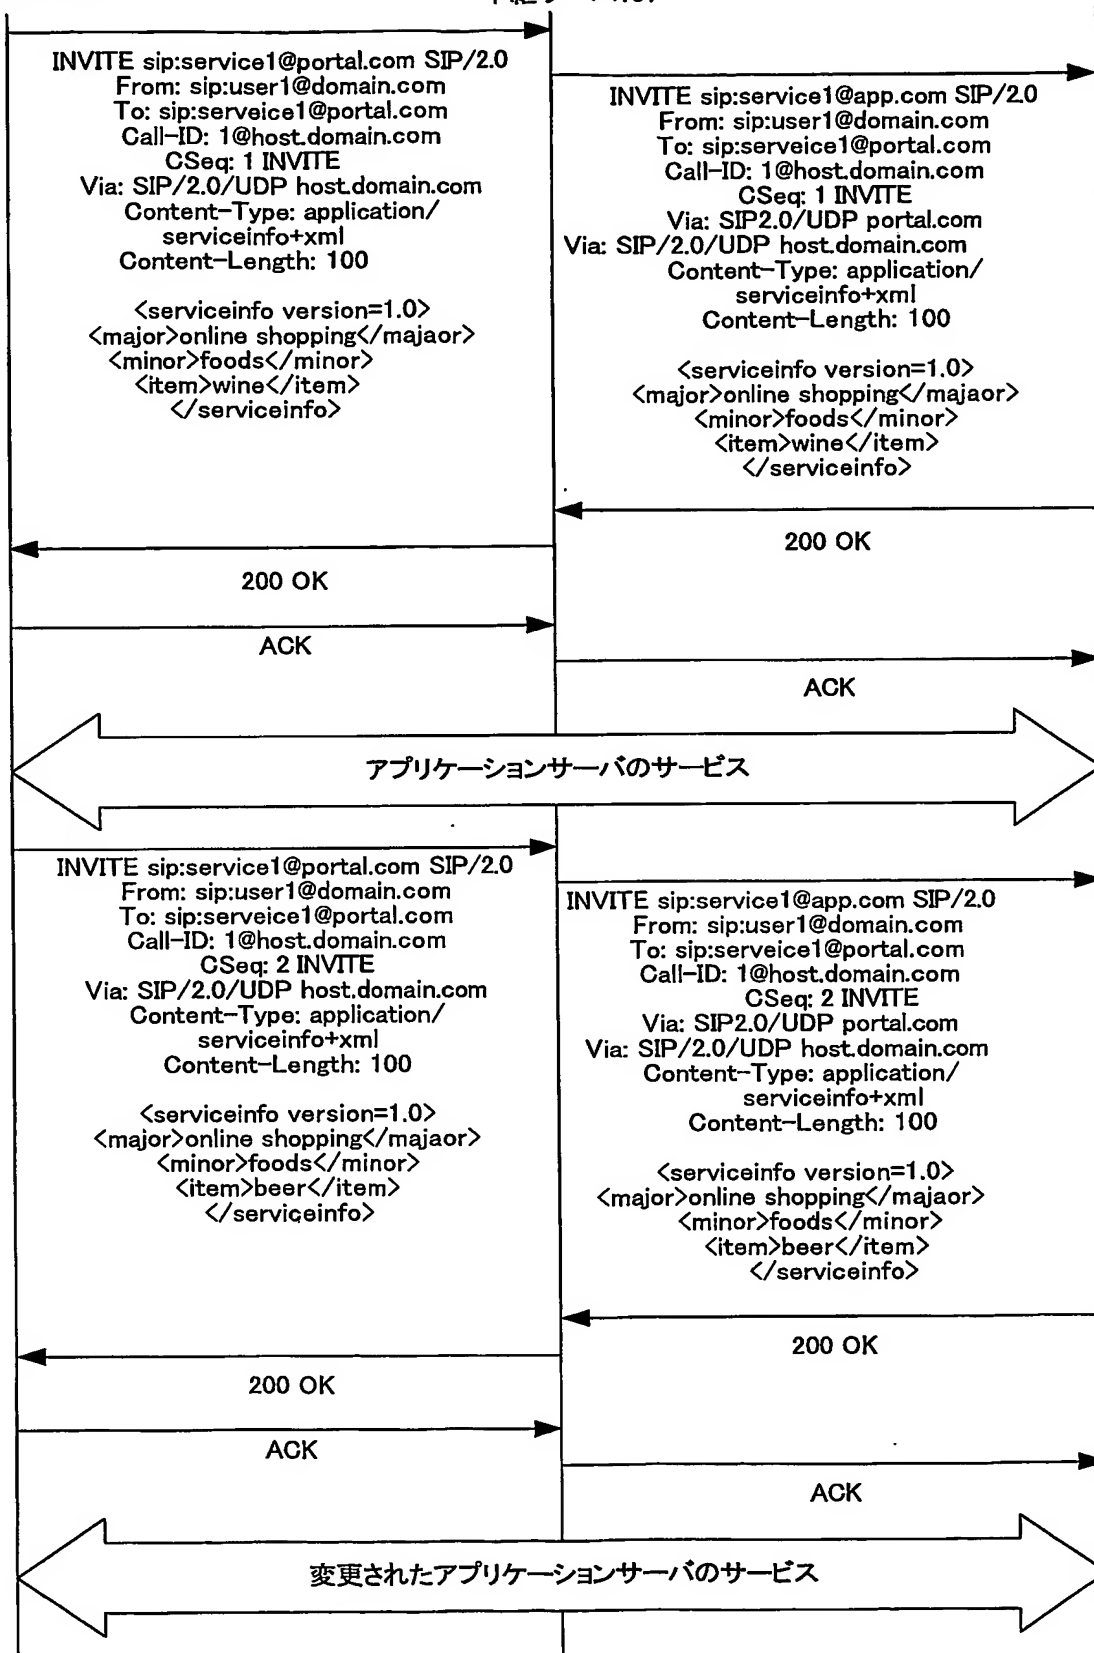 INVITE sip:service1@portal.com SIP/2.0
From: sip:user1@domain.com
To: sip:serveice1@portal.com
Call-ID: 1@host.domain.com
CSeq: 1 INVITE
Via: SIP/2.0/UDP host.domain.com
Content-Type: application/
serviceinfo+xml
Content-Length: 100
<serviceinfo version=1.0>
<major>online shopping</majaor>
<minor>foods</minor>
<item>wine</item>
</serviceinfo>
INVITE sip:service1@app.com SIP/2.0
From: sip:user1@domain.com
To: sip:serveice1@portal.com
Call-ID: 1@host.domain.com
CSeq: 1 INVITE
Via: SIP2.0/UDP portal.com
Via: SIP/2.0/UDP host.domain.com
Content-Type: application/
serviceinfo+xml
Content-Length: 100
<serviceinfo version=1.0>
<major>online shopping</majaor>
<minor>foods</minor>
<item>wine</item>
</serviceinfo>
200 OK
200 OK
ACK
ACK
アプリケーションサーバのサービス
INVITE sip:service1@portal.com SIP/2.0
From: sip:user1@domain.com
To: sip:serveice1@portal.com
Call-ID: 1@host.domain.com
CSeq: 2 INVITE
Via: SIP/2.0/UDP host.domain.com
Content-Type: application/
serviceinfo+xml
Content-Length: 100
<serviceinfo version=1.0>
<major>online shopping</majaor>
<minor>foods</minor>
<item>beer</item>
</serviceinfo>
INVITE sip:service1@app.com SIP/2.0
From: sip:user1@domain.com
To: sip:serveice1@portal.com
Call-ID: 1@host.domain.com
CSeq: 2 INVITE
Via: SIP2.0/UDP portal.com
Via: SIP/2.0/UDP host.domain.com
Content-Type: application/
serviceinfo+xml
Content-Length: 100
<serviceinfo version=1.0>
<major>online shopping</majaor>
<minor>foods</minor>
<item>beer</item>
</serviceinfo>
200 OK
200 OK
ACK
ACK
変更されたアプリケーションサーバのサービス